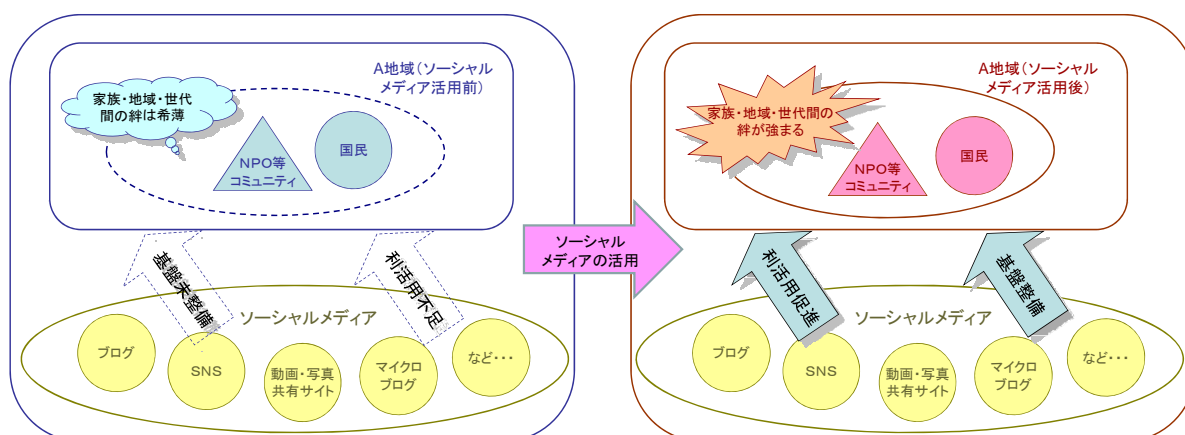 A地域(ソーシャル
メディア活用前)
家族・地域・世代
間の絆は希薄
NPO等
コミュニティ
国民
基盤未整備
利活用不足
ソーシャルメディア
ブログ
SNS
動画・写真
共有サイト
マイクロ
ブログ
など・・・
ソーシャル
メディアの活用
A地域(ソーシャル
メディア活用後)
家族・地域・世代間の
絆が強まる
NPO等
コミュニティ
国民
利活用促進
基盤整備
ソーシャルメディア
ブログ
SNS
動画・写真
共有サイト
マイクロ
ブログ
など・・・